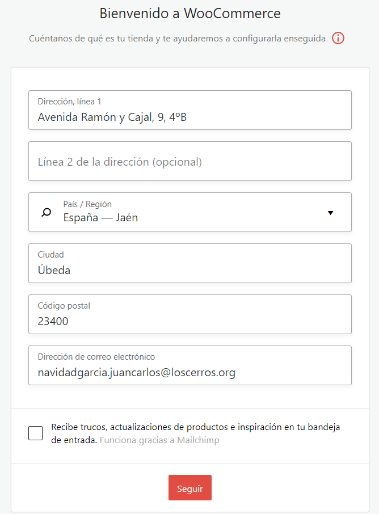 Bienvenido a WooCommerce
Cuéntanos de qué es tu tienda y te ayudaremos a configurarla enseguida
Dirección, línea 1
Avenida Ramón y Cajal, 9, 4ºB
Línea 2 de la dirección (opcional)
País / Región
España — Jaén
Ciudad
Úbeda
Código postal
23400
Dirección de correo electrónico
navidadgarcia.juancarlos@loscerros.org
Recibe trucos, actualizaciones de productos e inspiración en tu bandeja
de entrada. Funciona gracias a Mailchimp
Seguir